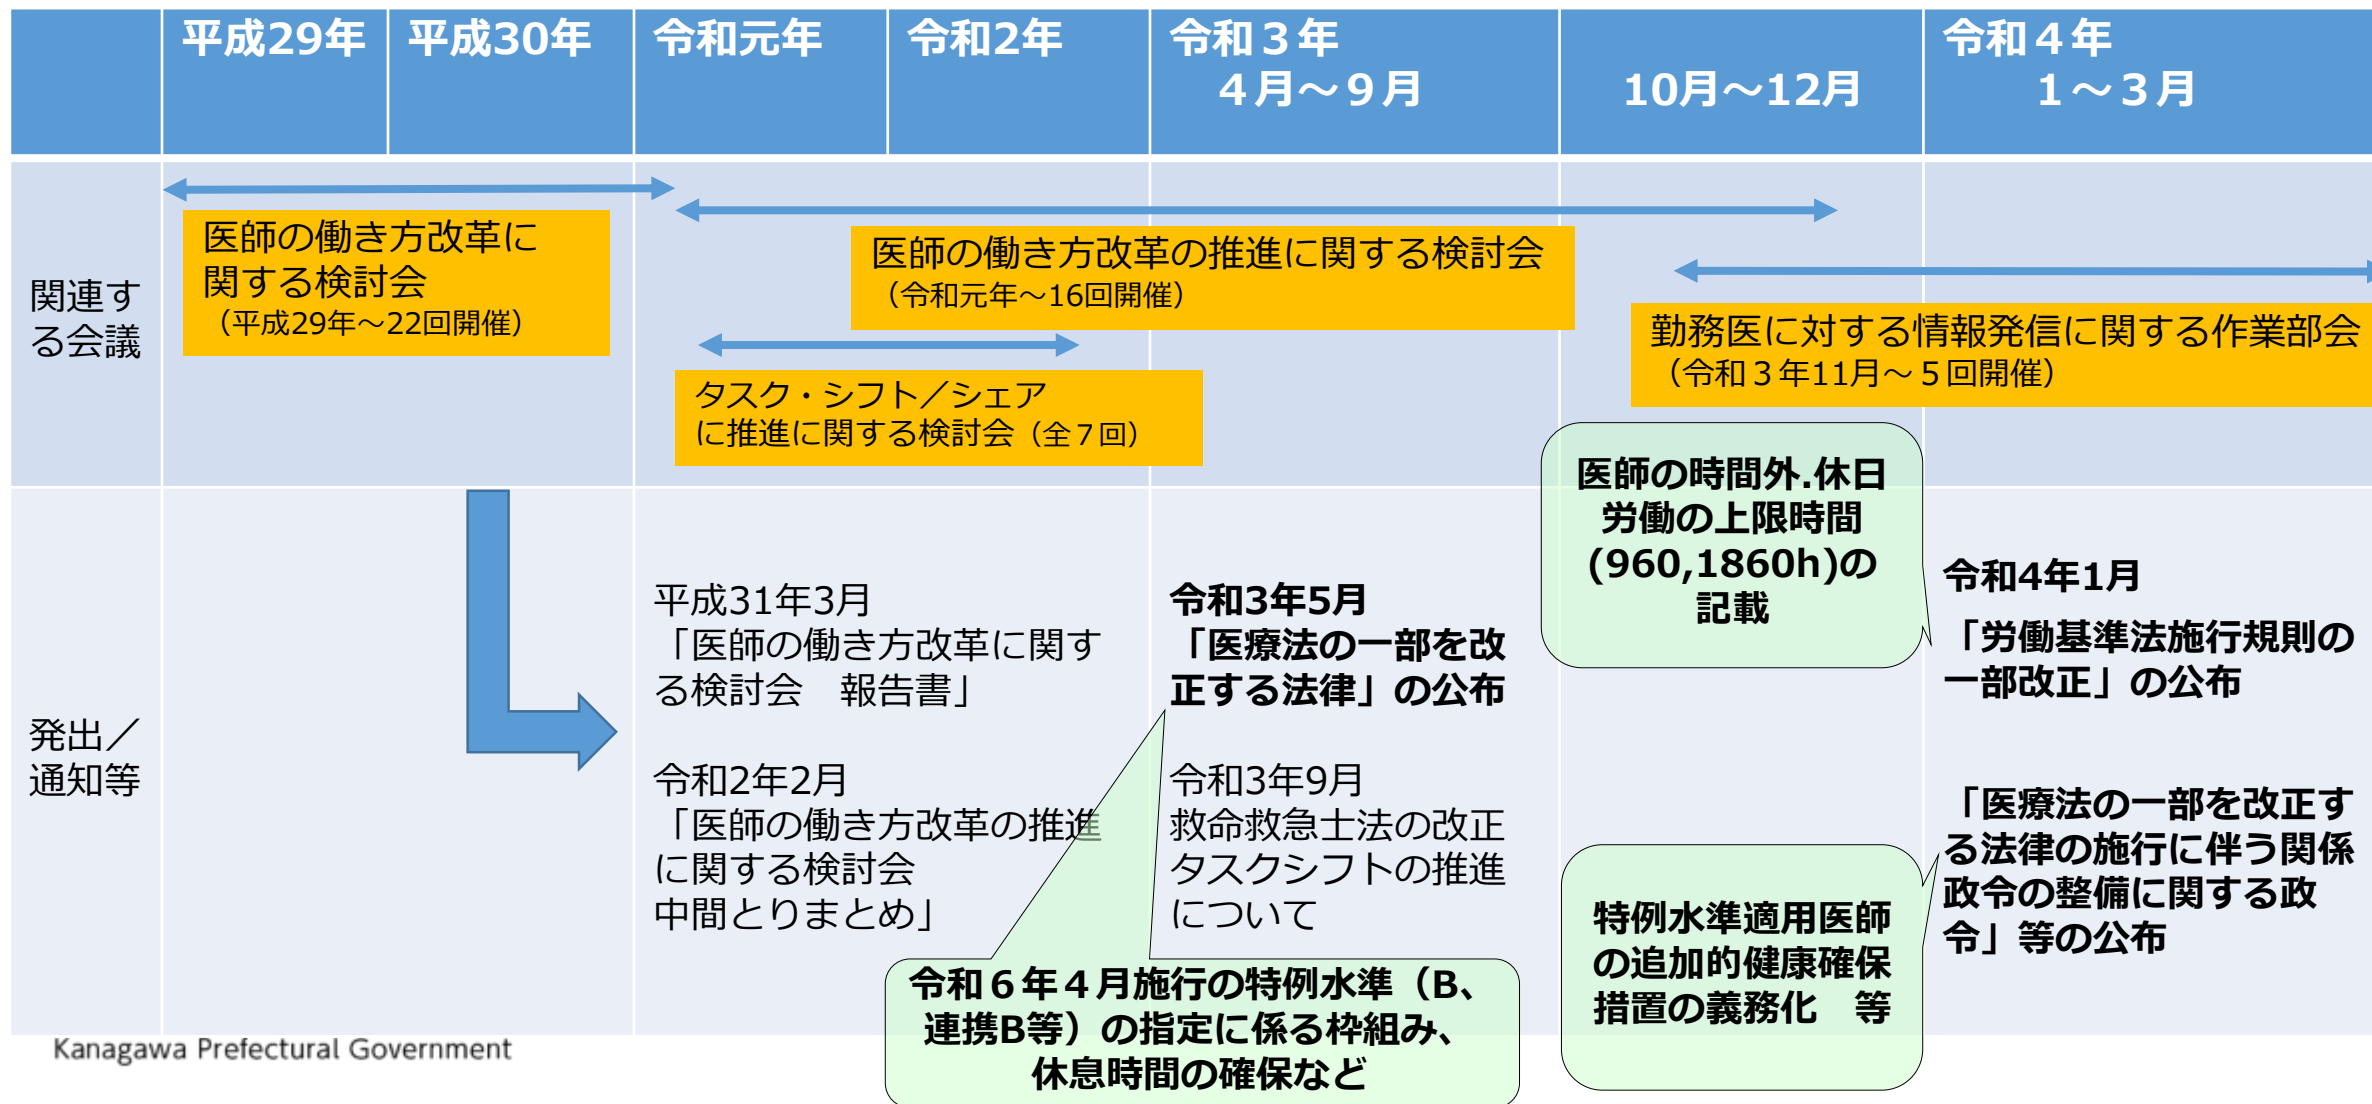 平成29年
平成30年
令和元年
令和2年
令和３年
４月～９月
10月～12月
令和４年
１～３月
関連す
る会議
医師の働き方改革に
関する検討会
（平成29年～22回開催）
医師の働き方改革の推進に関する検討会
（令和元年～16回開催）
タスク・シフト／シェア
に推進に関する検討会（全７回）
勤務医に対する情報発信に関する作業部会
（令和３年11月～５回開催）
発出／
通知等
平成31年3月
「医師の働き方改革に関す
る検討会　報告書」
令和2年2月
「医師の働き方改革の推進
に関する検討会
中間とりまとめ」
令和3年5月
「医療法の一部を改
正する法律」の公布
令和3年9月
救命救急士法の改正
タスクシフトの推進
について
令和６年４月施行の特例水準（B、
連携B等）の指定に係る枠組み、
休息時間の確保など
医師の時間外.休日
労働の上限時間
(960,1860h)の
記載
特例水準適用医師
の追加的健康確保
措置の義務化　等
令和4年1月
「労働基準法施行規則の
一部改正」の公布
「医療法の一部を改正す
る法律の施行に伴う関係
政令の整備に関する政
令」等の公布
Kanagawa Prefectural Government